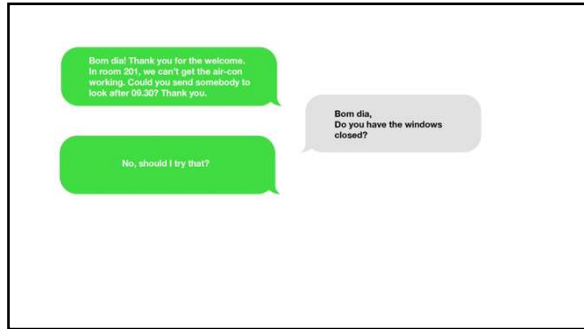 Bom dia! Thank you for the welcome.
In room 201, we can't get the air-con
working. Could you send somebody to
look after 09.30? Thank you.
Bom dia,
Do you have the windows
closed?
No, should I try that?